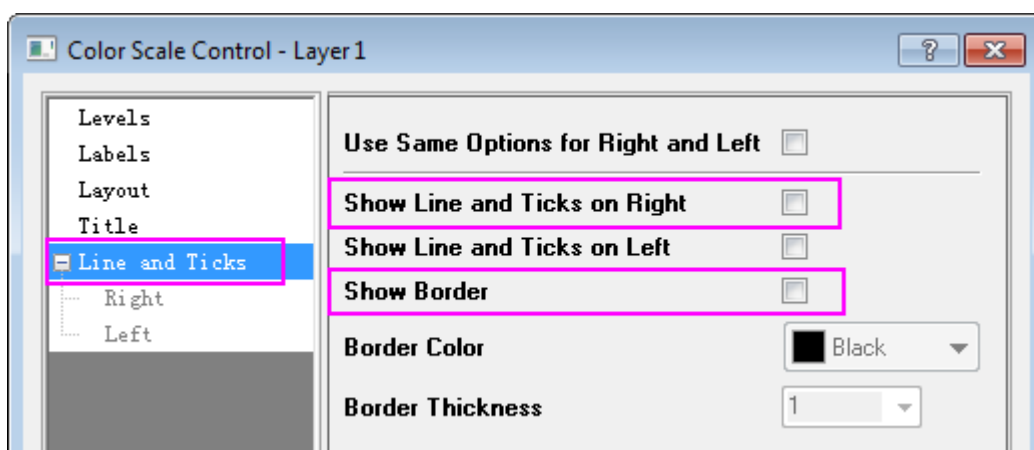 Color Scale Control - Layer 1
Levels
Labels
Layout
Title
Line and Ticks
Right
Left
Use Same Options for Right and Left
Show Line and Ticks on Right
Show Line and Ticks on Left
Show Border
Border Color
Black
Border Thickness
1